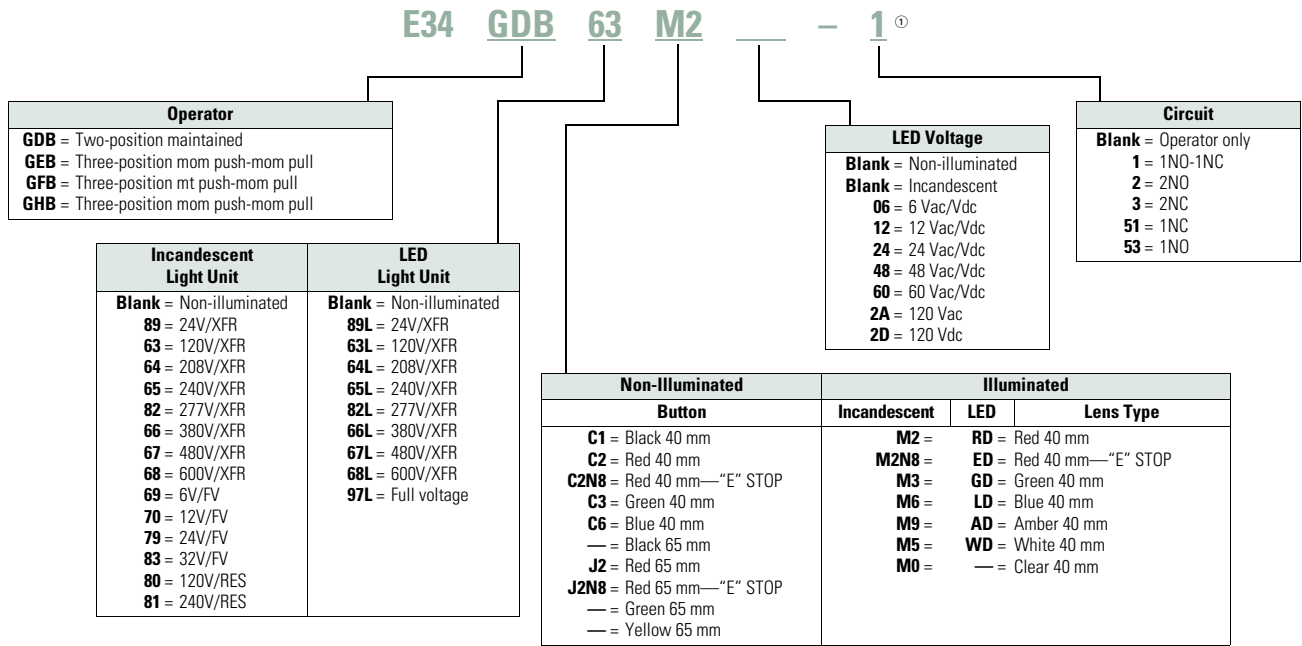 E34 GDB 63 M2 ___ – 1 ①
Operator
GDB = Two-position maintained
GEB = Three-position mom push-mom pull
GFB = Three-position mt push-mom pull
GHB = Three-position mom push-mom pull
Incandescent
Light Unit
Blank = Non-illuminated
89 = 24V/XFR
63 = 120V/XFR
64 = 208V/XFR
65 = 240V/XFR
82 = 277V/XFR
66 = 380V/XFR
67 = 480V/XFR
68 = 600V/XFR
69 = 6V/FV
70 = 12V/FV
79 = 24V/FV
83 = 32V/FV
80 = 120V/RES
81 = 240V/RES
LED
Light Unit
Blank = Non-illuminated
89L = 24V/XFR
63L = 120V/XFR
64L = 208V/XFR
65L = 240V/XFR
82L = 277V/XFR
66L = 380V/XFR
67L = 480V/XFR
68L = 600V/XFR
97L = Full voltage
Non-Illuminated
Button
C1 = Black 40 mm
C2 = Red 40 mm
C2N8 = Red 40 mm—“E” STOP
C3 = Green 40 mm
C6 = Blue 40 mm
— = Black 65 mm
J2 = Red 65 mm
J2N8 = Red 65 mm—“E” STOP
— = Green 65 mm
— = Yellow 65 mm
Illuminated
Incandescent LED Lens Type
M2 = RD = Red 40 mm
M2N8 = ED = Red 40 mm—“E” STOP
M3 = GD = Green 40 mm
M6 = LD = Blue 40 mm
M9 = AD = Amber 40 mm
M5 = WD = White 40 mm
M0 = — = Clear 40 mm
LED Voltage
Blank = Non-illuminated
Blank = Incandescent
06 = 6 Vac/Vdc
12 = 12 Vac/Vdc
24 = 24 Vac/Vdc
48 = 48 Vac/Vdc
60 = 60 Vac/Vdc
2A = 120 Vac
2D = 120 Vdc
Circuit
Blank = Operator only
1 = 1NO-1NC
2 = 2NO
3 = 2NC
51 = 1NC
53 = 1NO